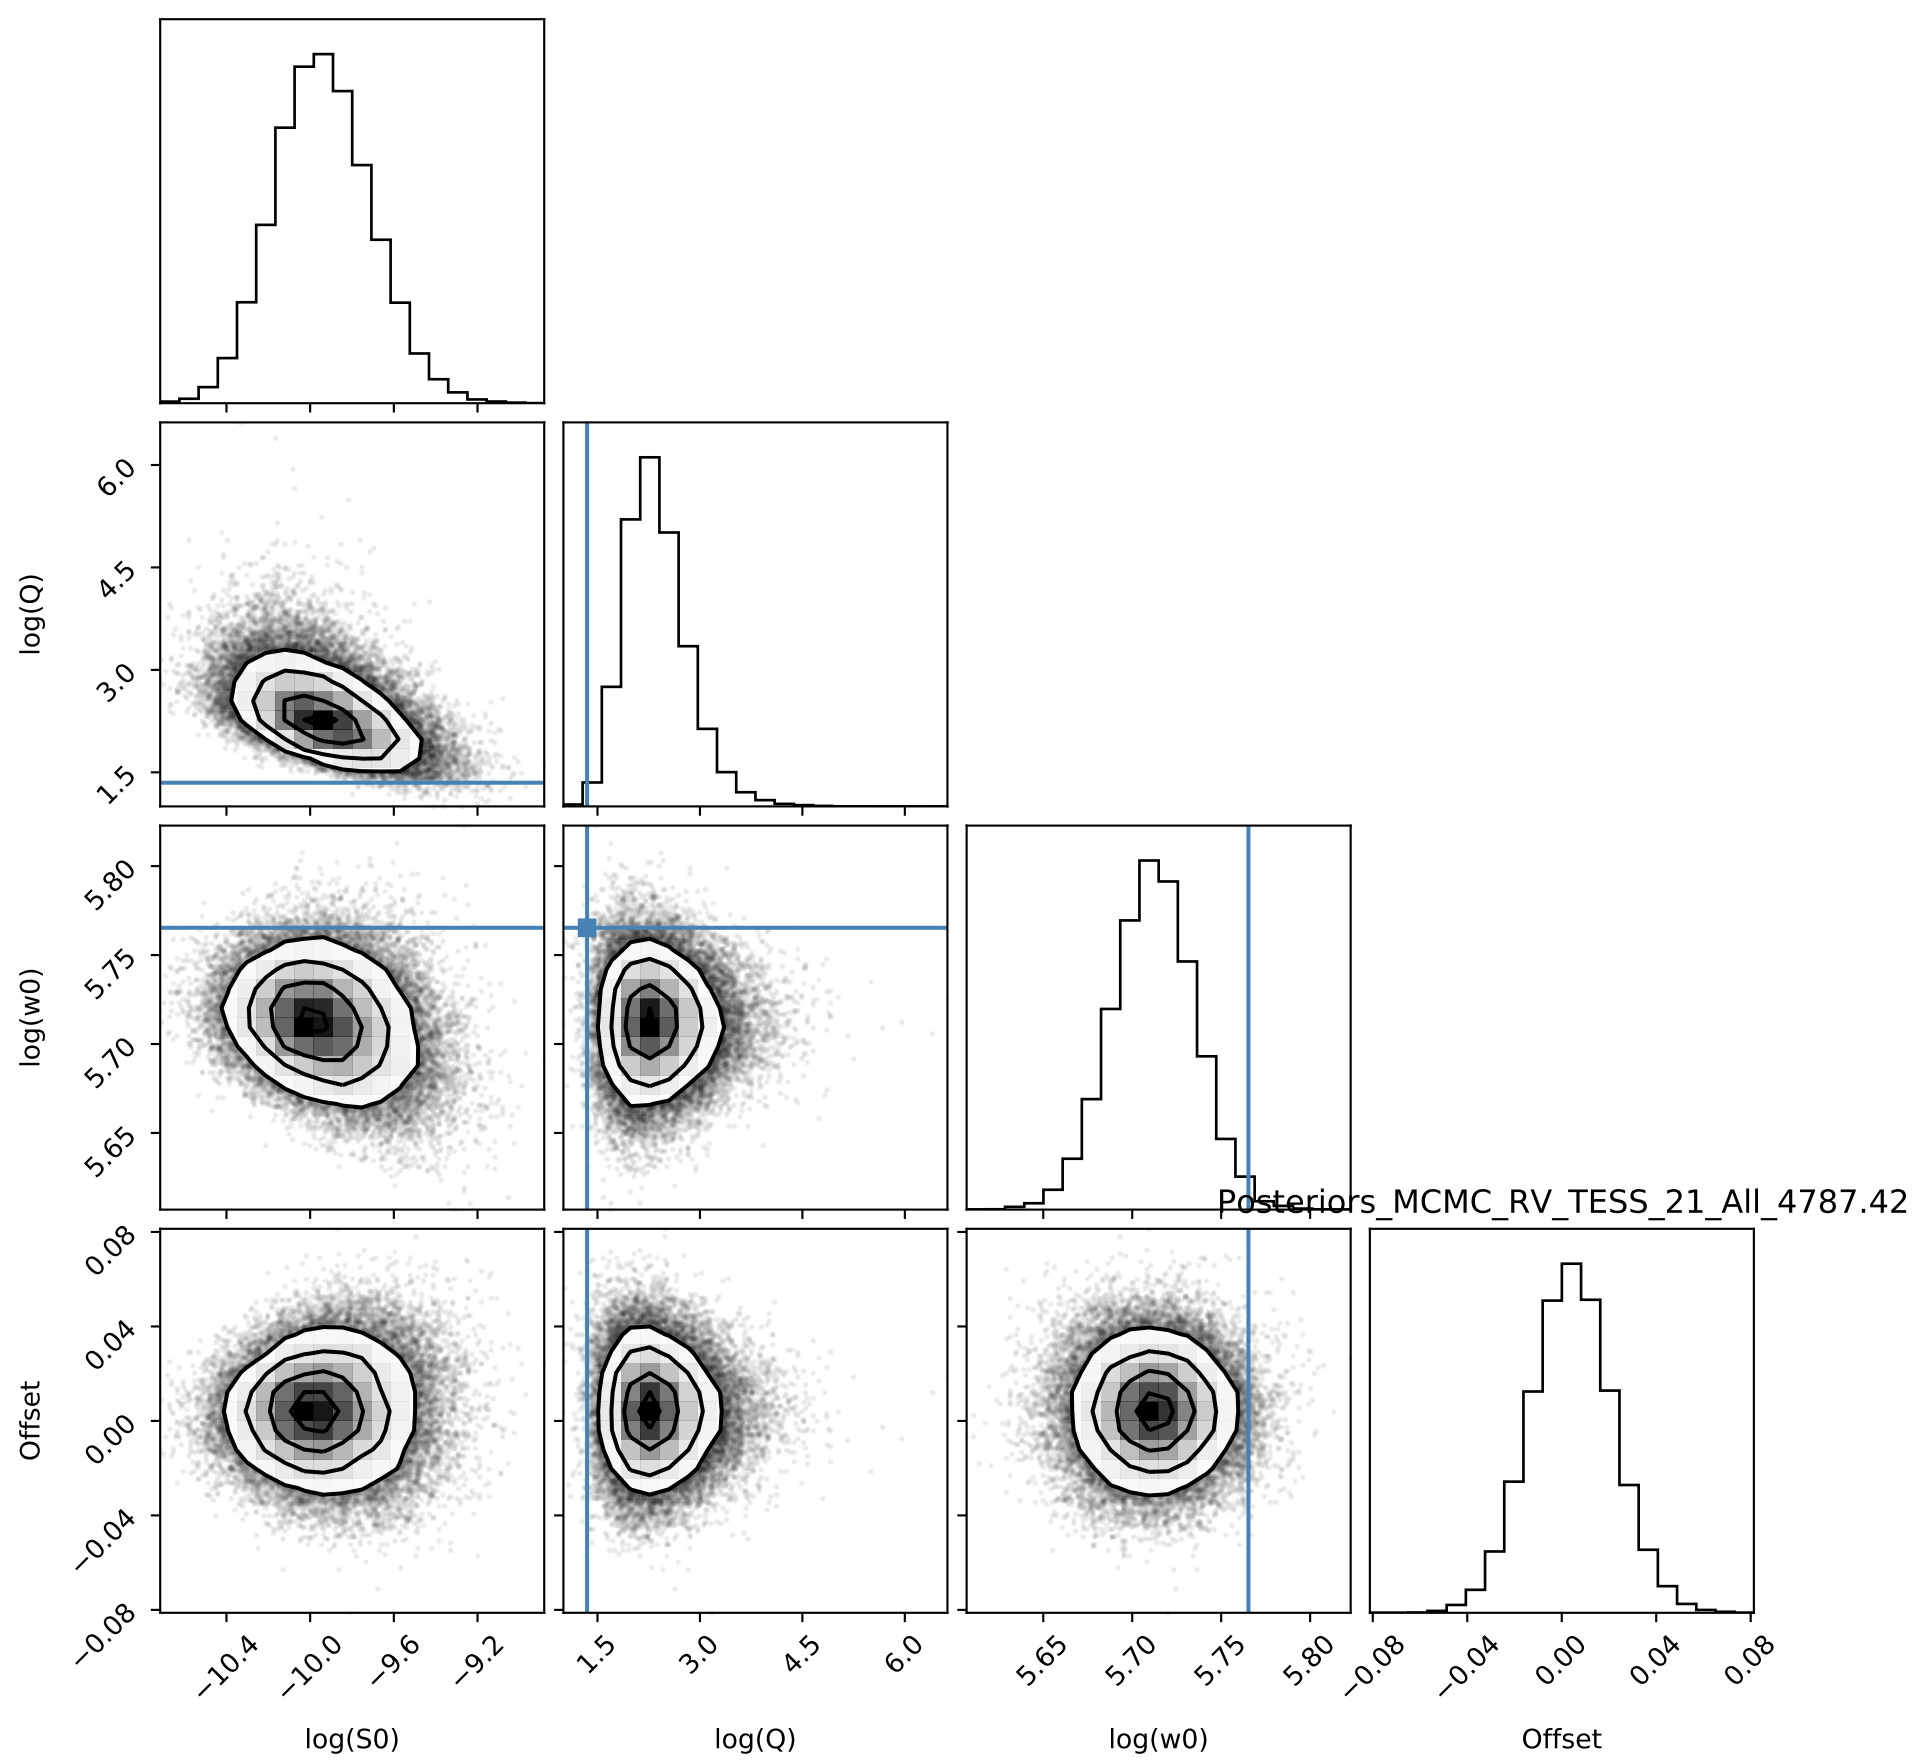 6.0
4.5
3.0
1.5
log(Q)
5.80
5.75
5.70
5.65
log(w0)
Posteriors_MCMC_RV_TESS_21_All_4787.42
0.08
0.04
0.00
−0.04
−0.08
Offset
−10.4 −10.0 −9.6 −9.2
1.5 3.0 4.5 6.0
5.65 5.70 5.75 5.80
−0.08 −0.04 0.00 0.04 0.08
log(S0) log(Q) log(w0) Offset